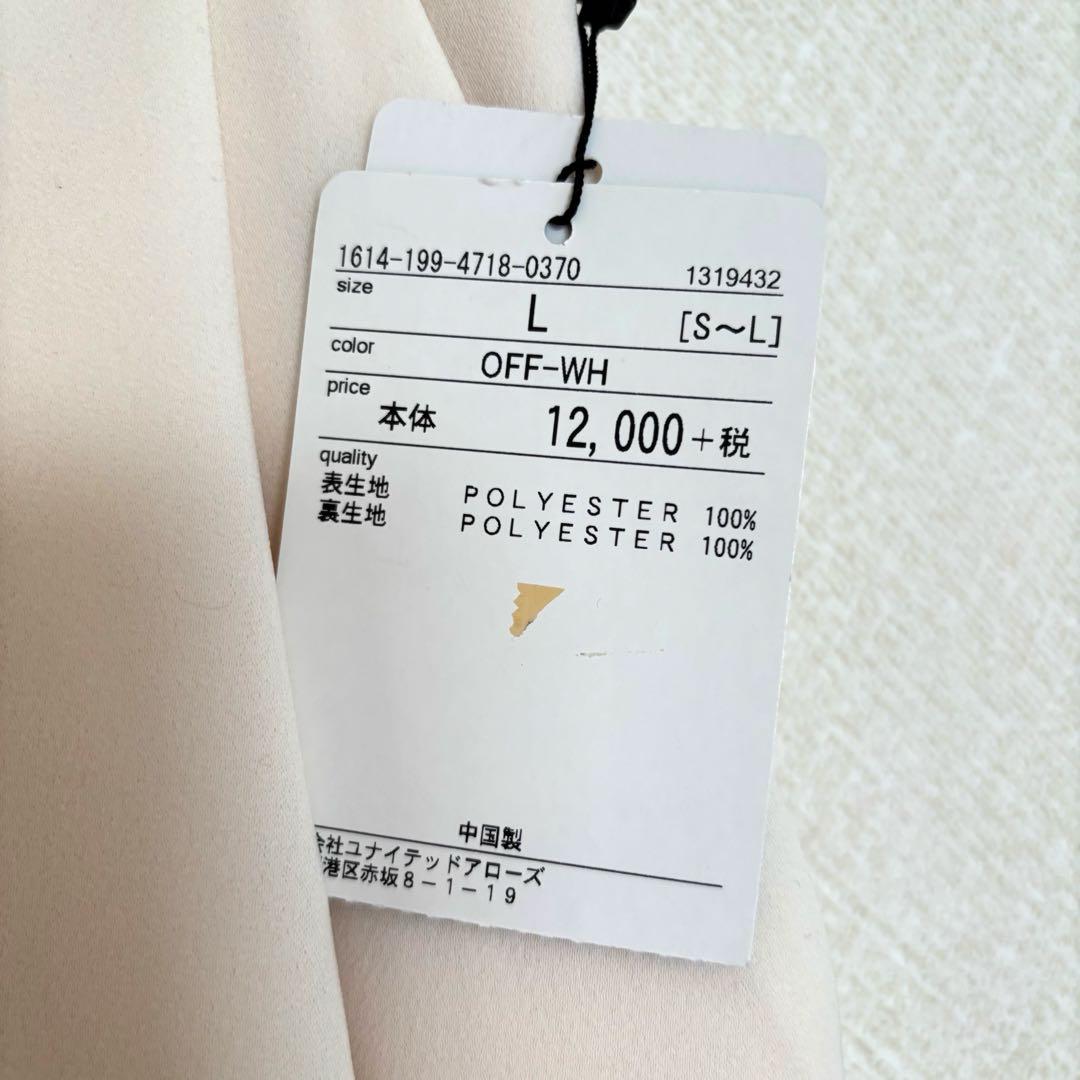 1614-199-4718-0370 1319432
size L [S～L]
color OFF-WH
price 本体 12,000+税
quality
表生地 POLYESTER 100%
裏生地 POLYESTER 100%
中国製
会社ユナイテッドアローズ
港区赤坂8－1－19